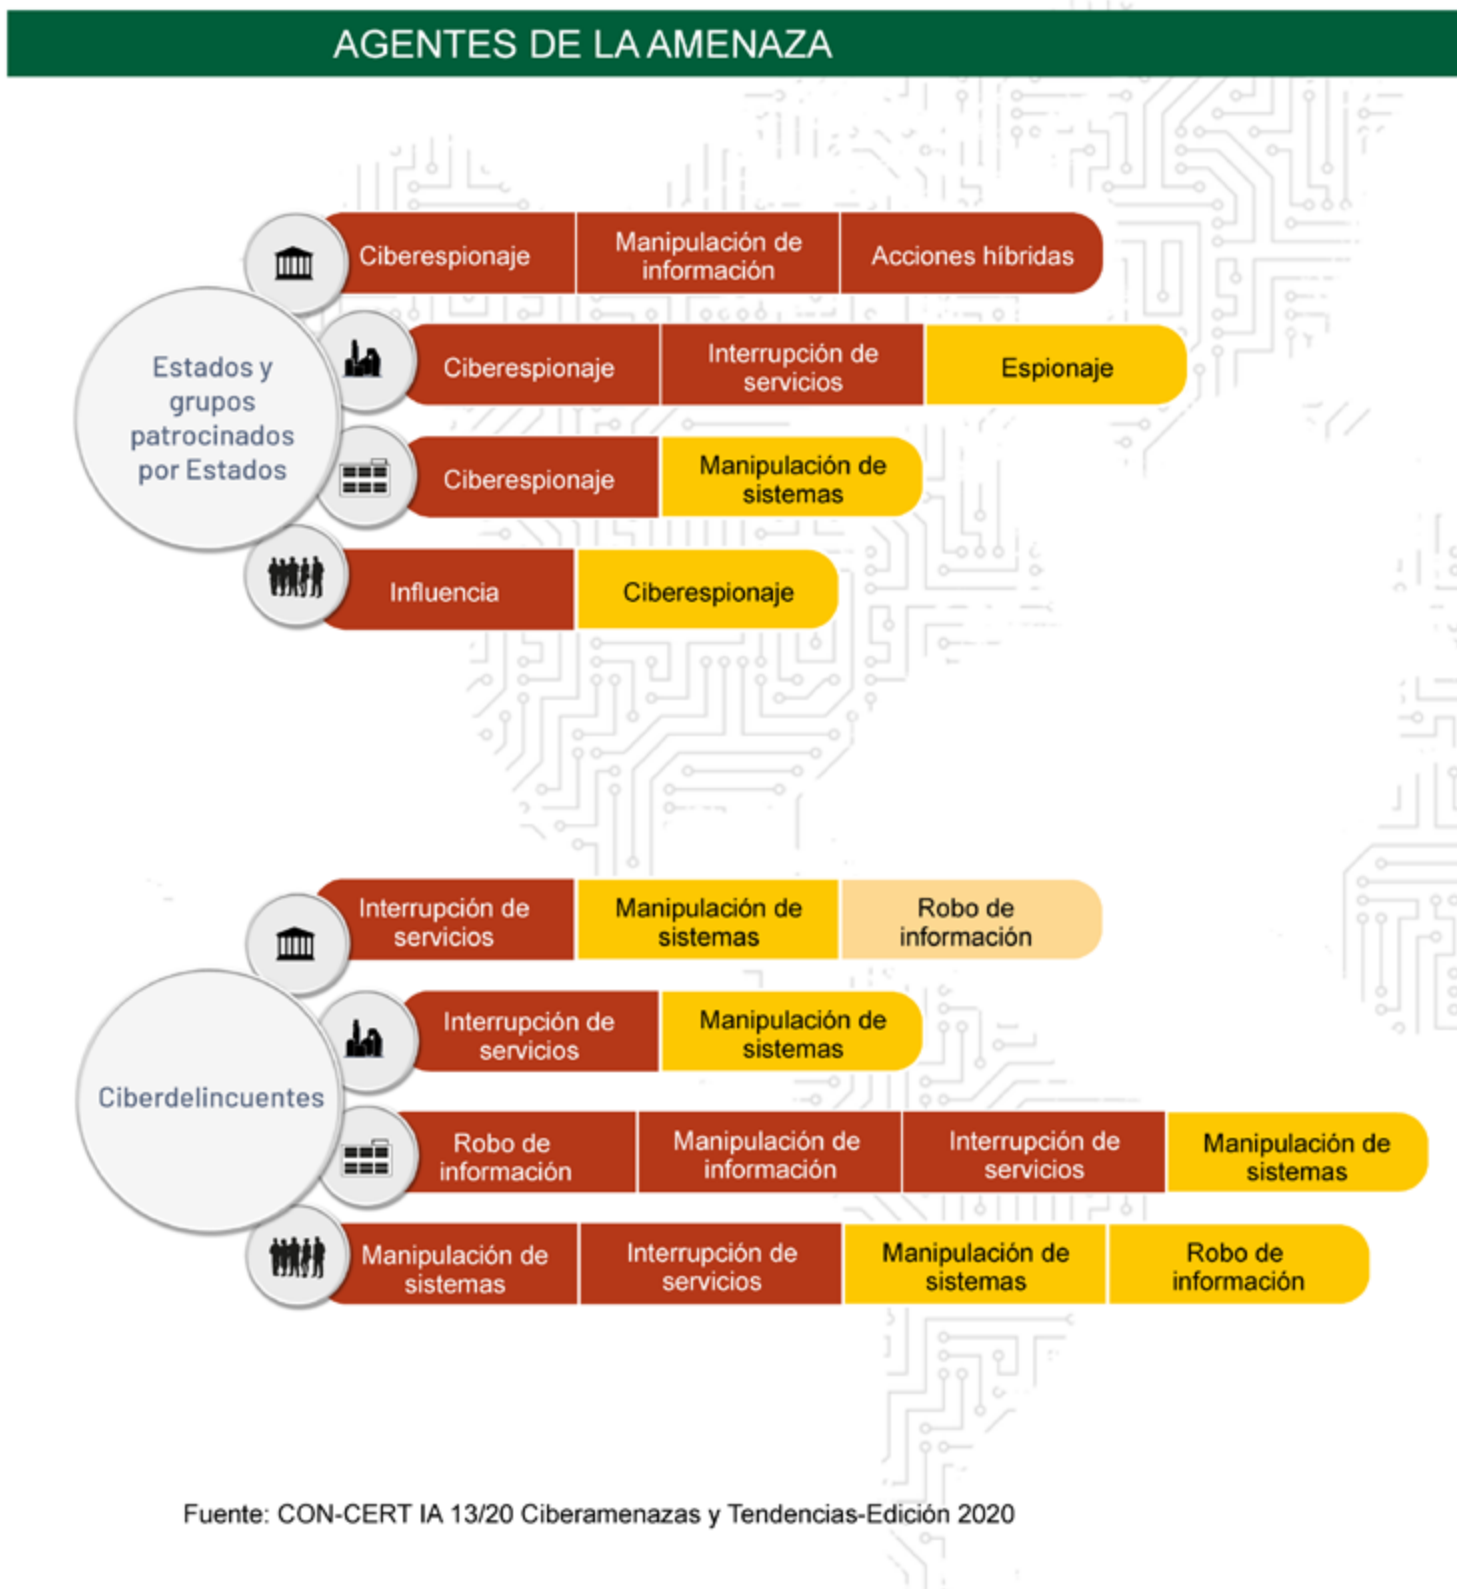 AGENTES DE LA AMENAZA
Estados y
grupos
patrocinados
por Estados
Ciberespionaje
Manipulación de
información
Acciones híbridas
Ciberespionaje
Interrupción de
servicios
Espionaje
Ciberespionaje
Manipulación de
sistemas
Influencia
Ciberespionaje
Ciberdelincuentes
Interrupción de
servicios
Manipulación de
sistemas
Robo de
información
Interrupción de
servicios
Manipulación de
sistemas
Robo de
información
Manipulación de
información
Interrupción de
servicios
Manipulación de
sistemas
Manipulación de
sistemas
Interrupción de
servicios
Manipulación de
sistemas
Robo de
información
Fuente: CON-CERT IA 13/20 Ciberamenazas y Tendencias-Edición 2020